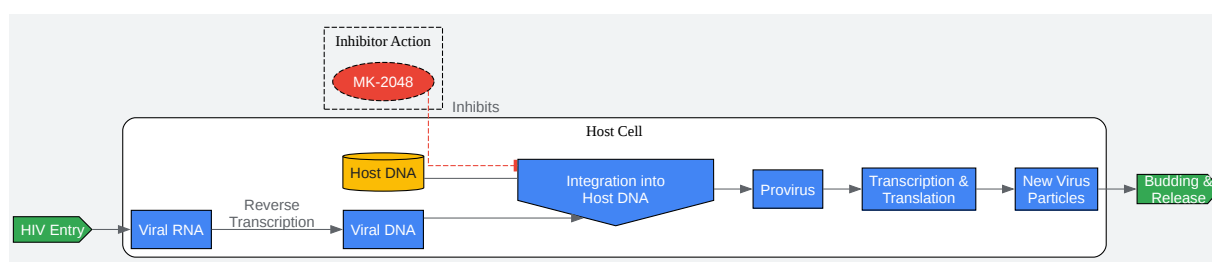 Inhibitor Action
MK-2048
Inhibits
Host Cell
Host DNA
Integration into
Host DNA
Provirus
Transcription &
Translation
New Virus
Particles
Budding &
Release
Reverse
Transcription
HIV Entry
Viral RNA
Viral DNA